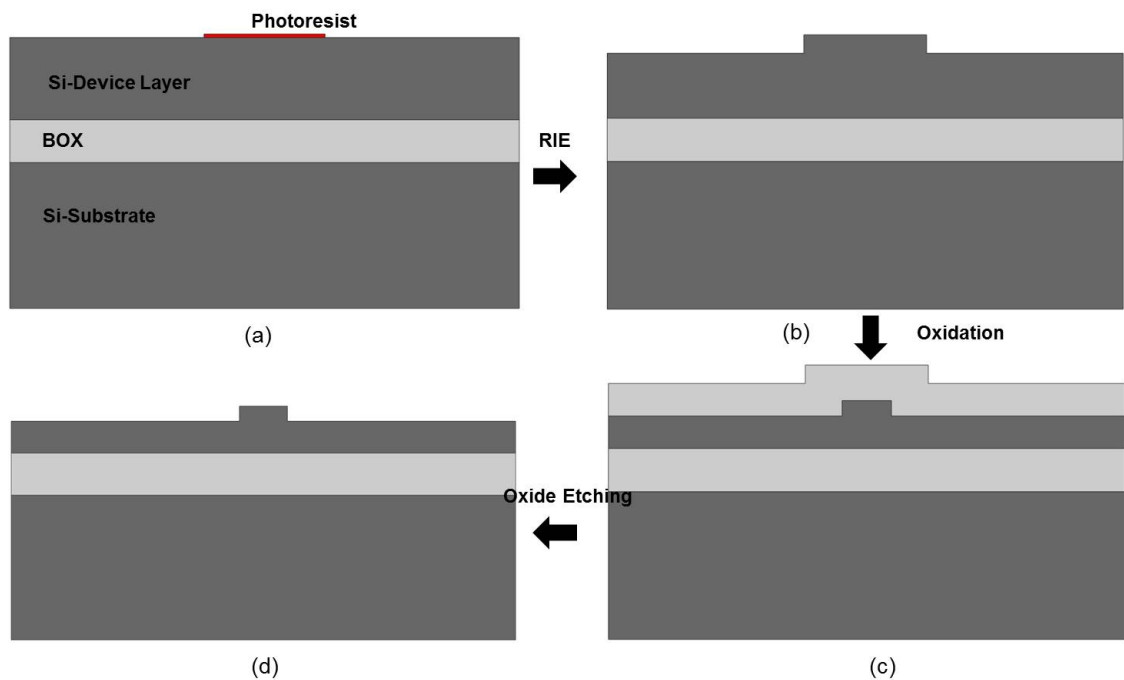 Photoresist
Si-Device Layer
BOX
RIE
Si-Substrate
(a)
(b)
Oxidation
Oxide Etching
(d)
(c)